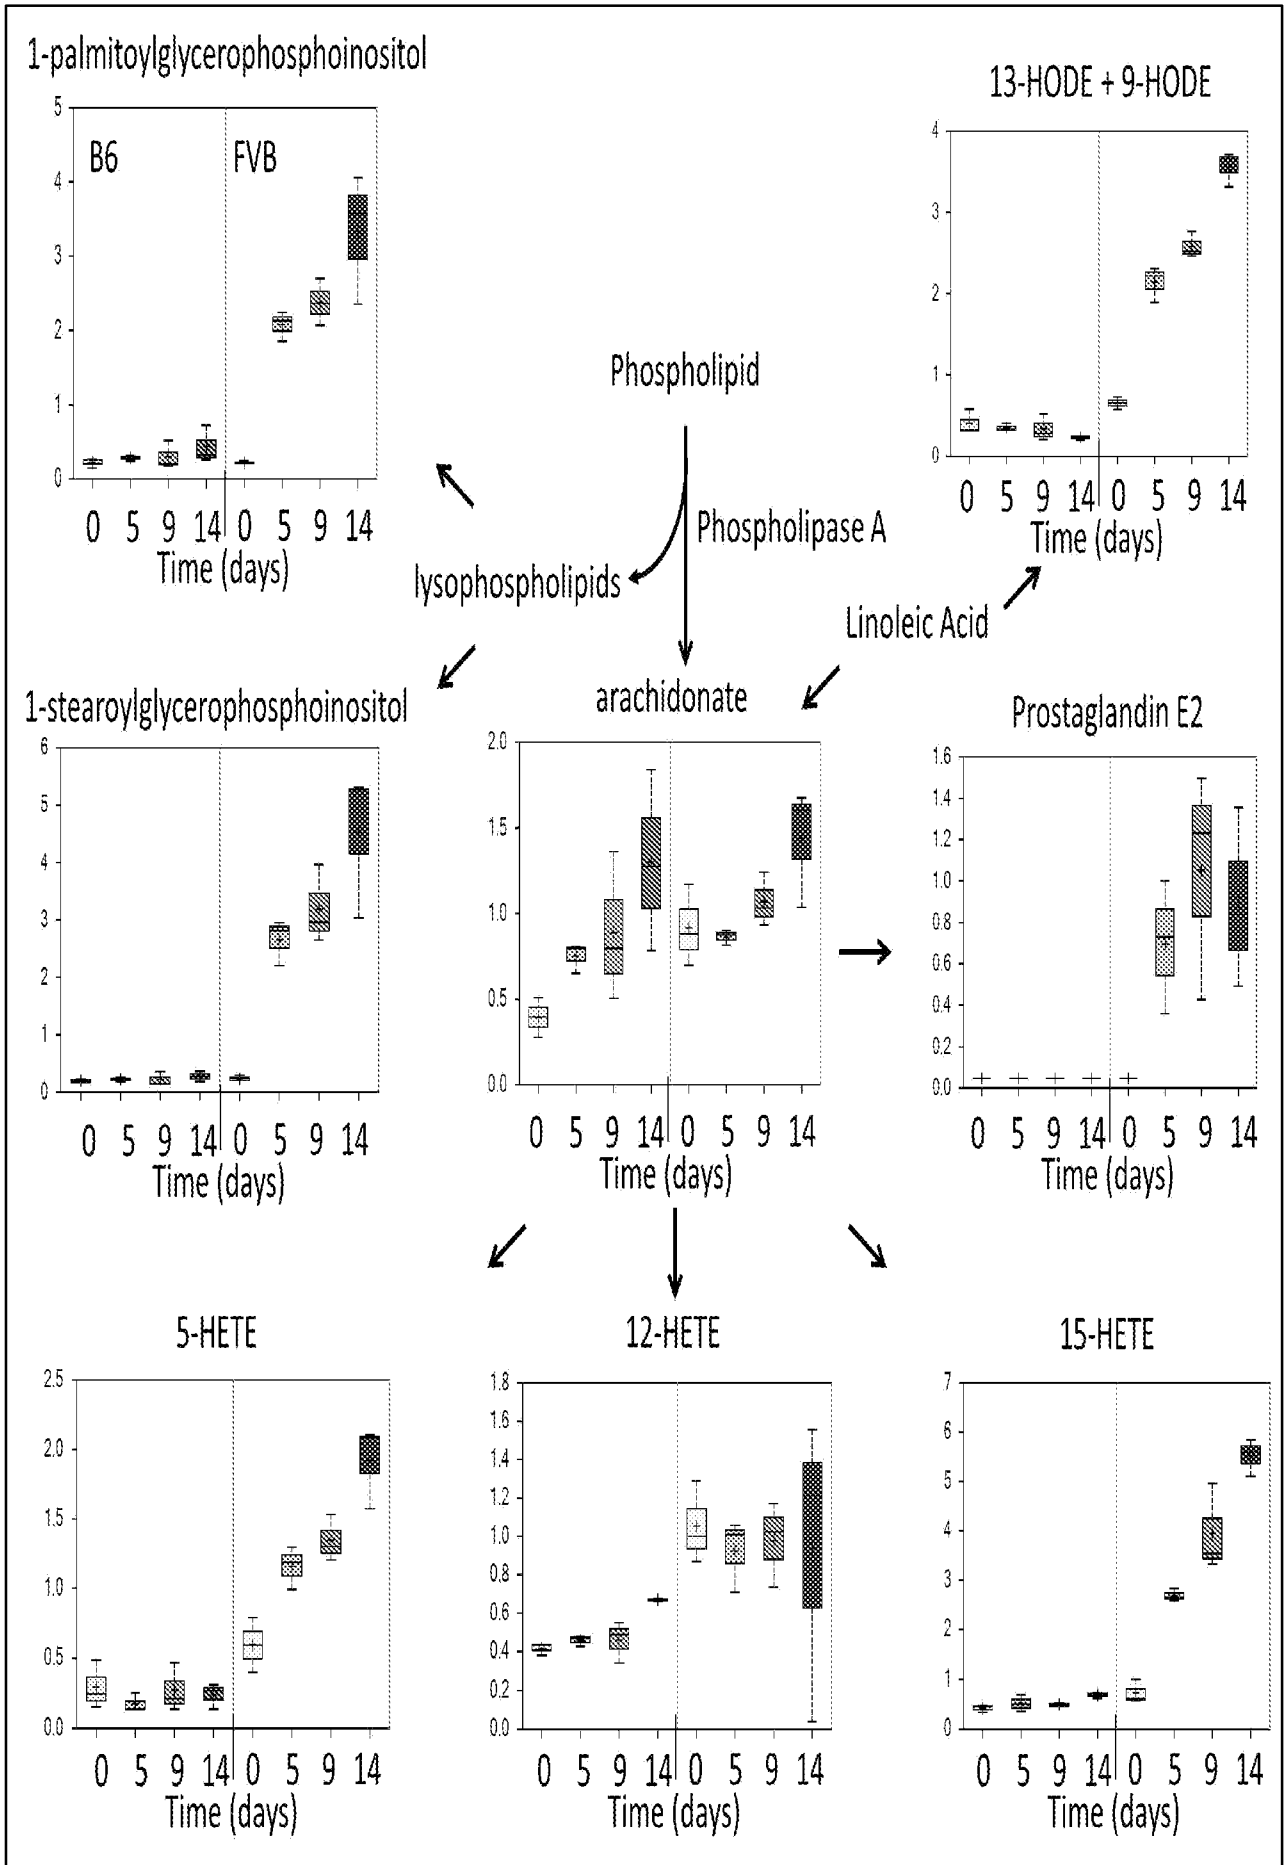 1-palmitoylglycerophosphoinositol
5
4
3
2
1
0
B6 FVB
0 5 9 14 0 5 9 14
Time (days)
13-HODE + 9-HODE
4
3
2
1
0
0 5 9 14 0 5 9 14
Time (days)
Phospholipid
Phospholipase A
lysophospholipids
Linoleic Acid
1-stearoylglycerophosphoinositol
6
5
4
3
2
1
0
0 5 9 14 0 5 9 14
Time (days)
arachidonate
2.0
1.5
1.0
0.5
0.0
0 5 9 14 0 5 9 14
Time (days)
Prostaglandin E2
1.6
1.4
1.2
1.0
0.8
0.6
0.4
0.2
0.0
0 5 9 14 0 5 9 14
Time (days)
5-HETE
2.5
2.0
1.5
1.0
0.5
0.0
0 5 9 14 0 5 9 14
Time (days)
12-HETE
1.8
1.6
1.4
1.2
1.0
0.8
0.6
0.4
0.2
0.0
0 5 9 14 0 5 9 14
Time (days)
15-HETE
7
6
5
4
3
2
1
0
0 5 9 14 0 5 9 14
Time (days)